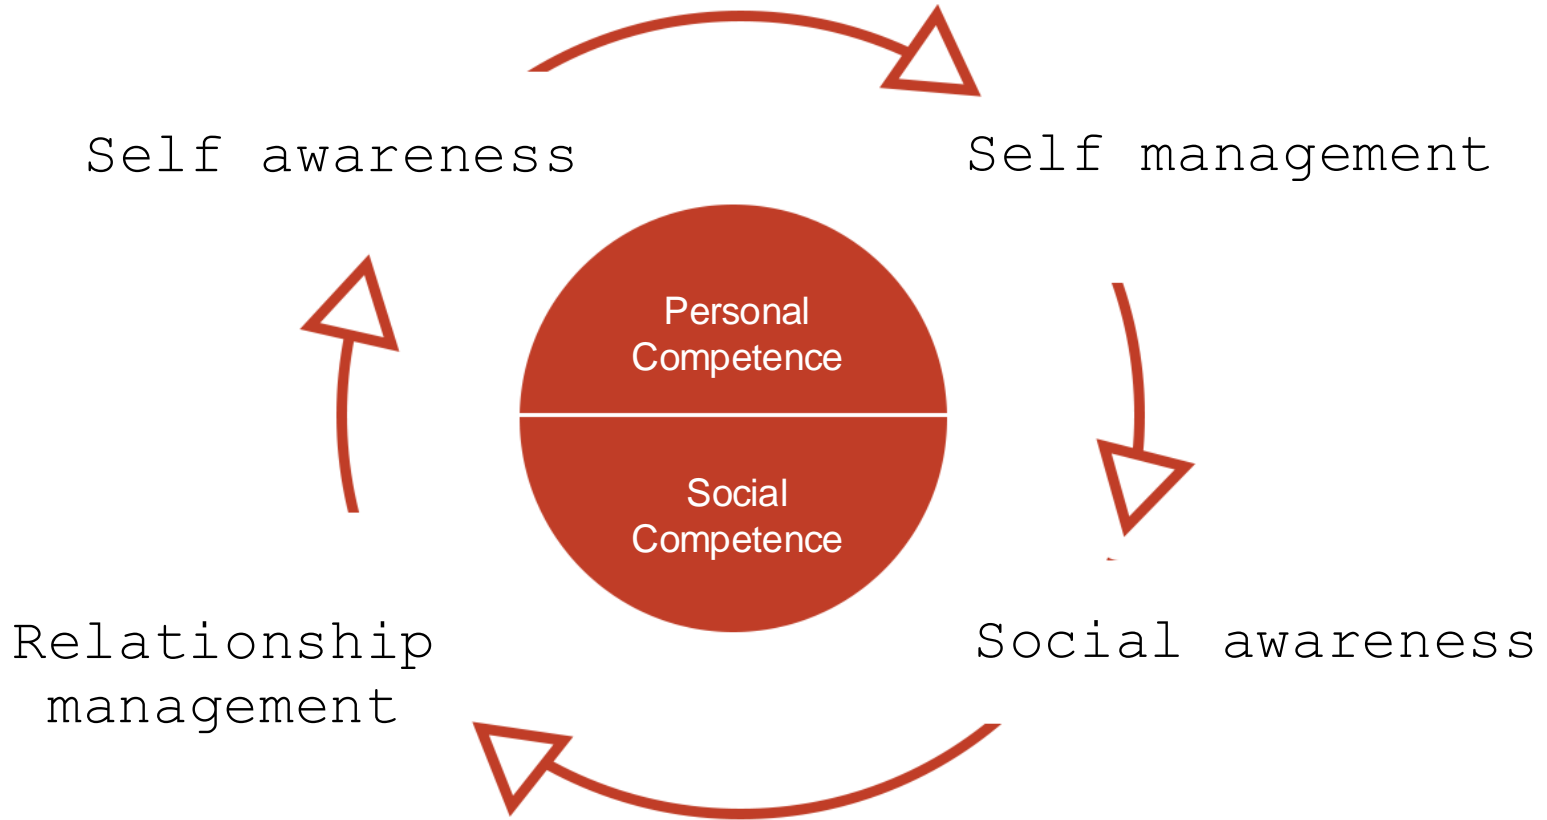 Self awareness
Self management
Personal
Competence
Social
Competence
Relationship
management
Social awareness